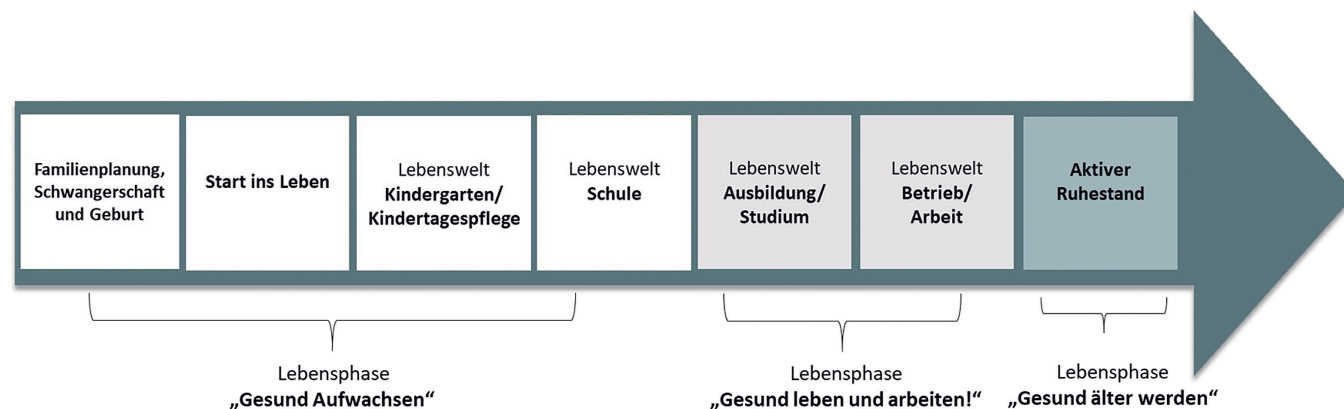 Familienplanung,
Schwangerschaft
und Geburt
Start ins Leben
Lebenswelt
Kindergarten/
Kindertagespflege
Lebenswelt
Schule
Lebenswelt
Ausbildung/
Studium
Lebenswelt
Betrieb/
Arbeit
Aktiver
Ruhestand
Lebensphase
„Gesund Aufwachsen“
Lebensphase
„Gesund leben und arbeiten!“
Lebensphase
„Gesund älter werden“